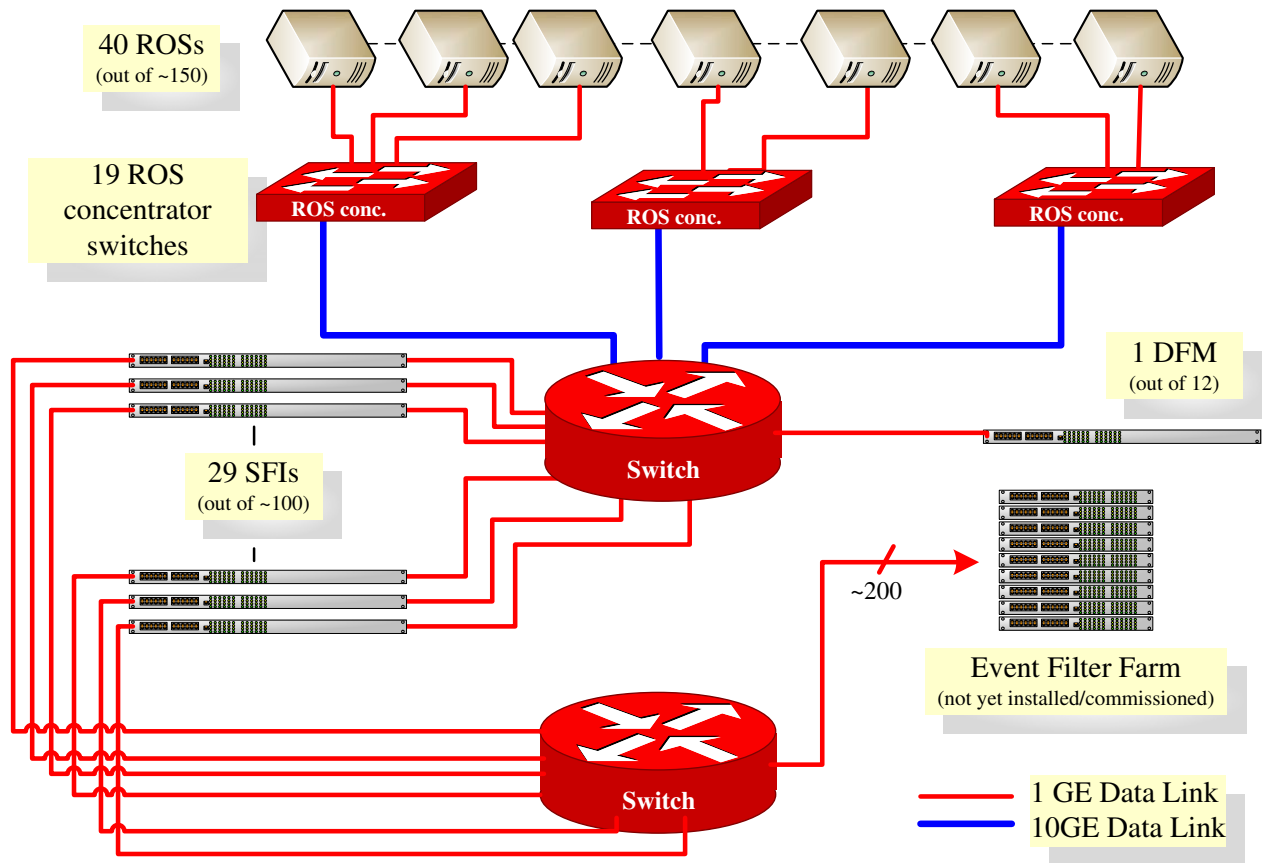 40 ROSs
(out of ~150)
19 ROS
concentrator
switches
ROS conc.
ROS conc.
ROS conc.
1 DFM
(out of 12)
Switch
29 SFIs
(out of ~100)
~200
Event Filter Farm
(not yet installed/commissioned)
Switch
1 GE Data Link
10GE Data Link